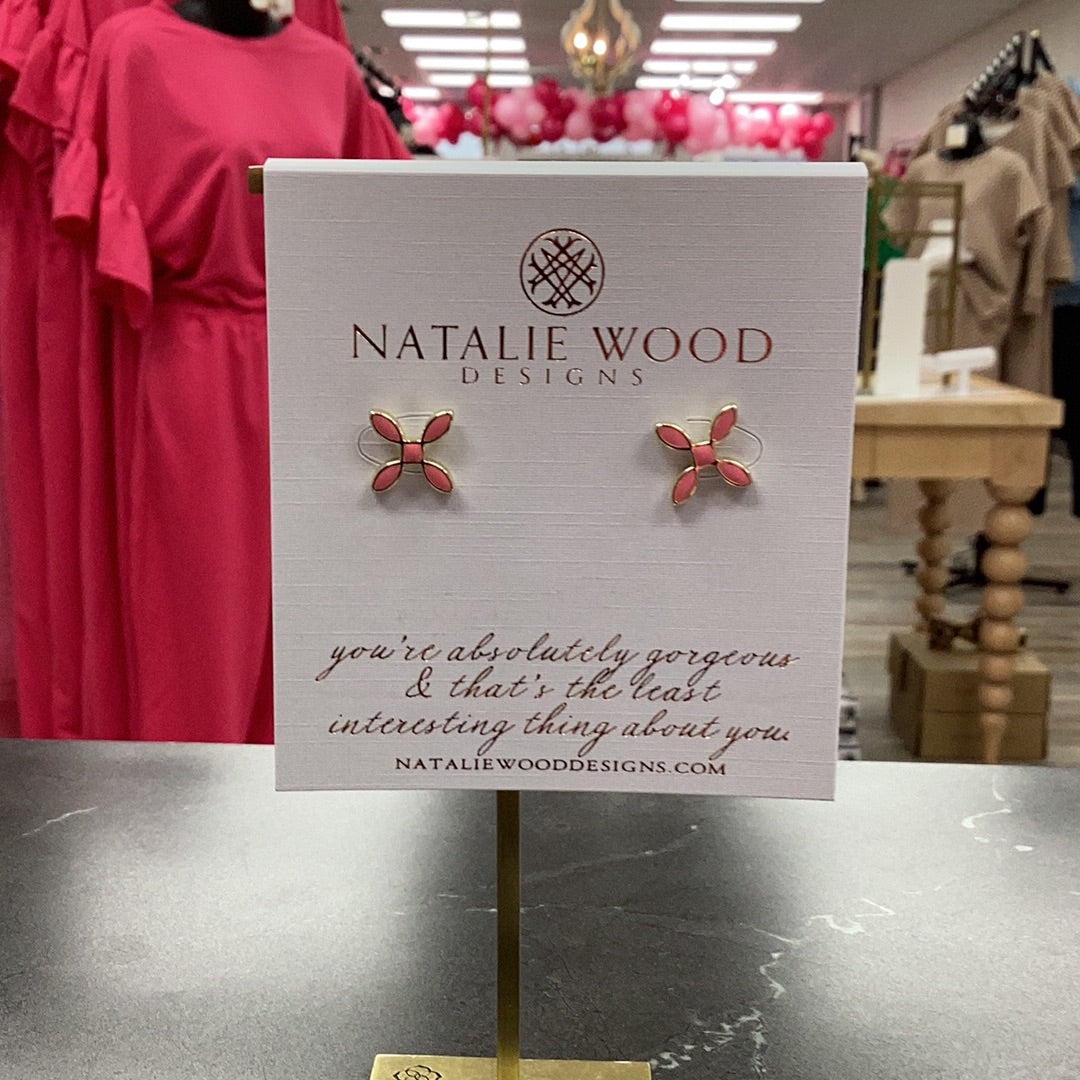 NATALIE WOOD
DESIGNS
you're absolutely gorgeous
& that's the least
interesting thing about you.
NATALIEWOODDESIGNS.COM